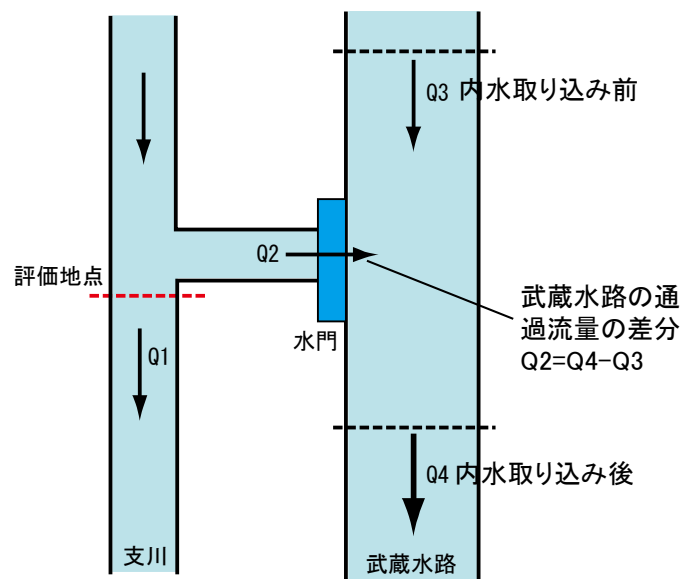 Q3 内水取り込み前
Q2
評価地点
水門
武蔵水路の通
過流量の差分
Q2=Q4-Q3
Q1
Q4 内水取り込み後
支川
武蔵水路